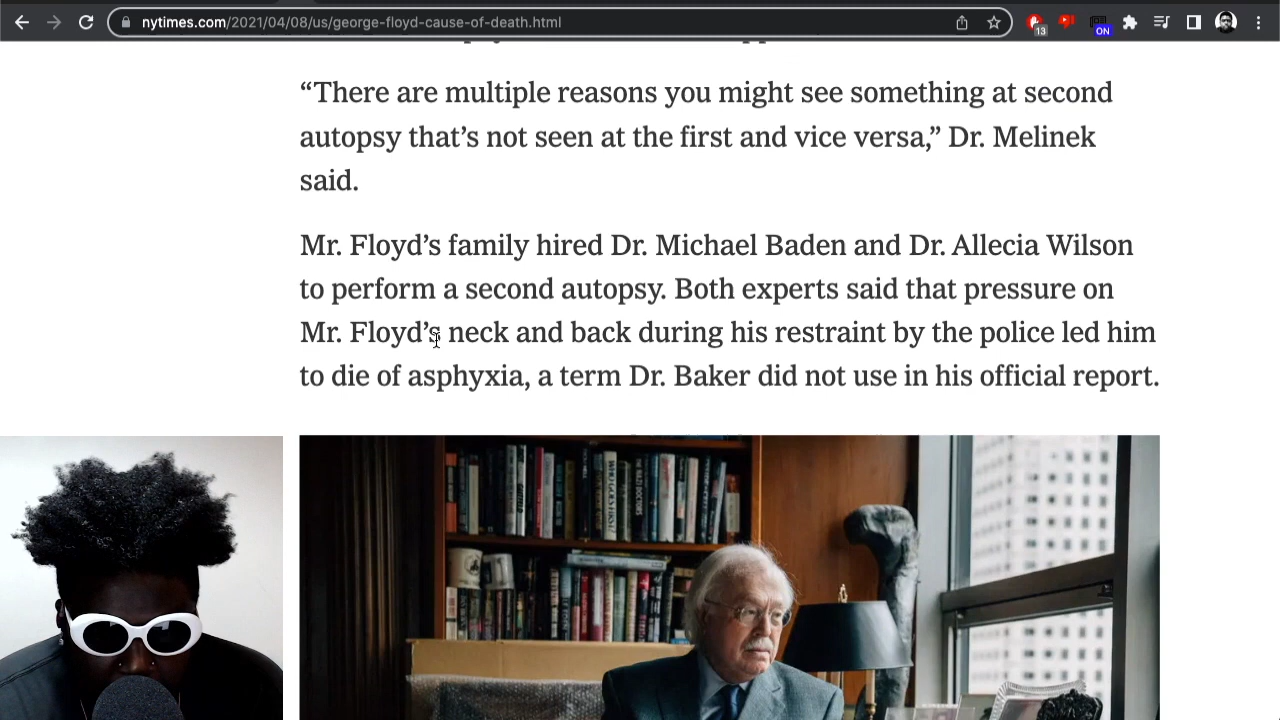 nytimes.com/2021/04/08/us/george-floyd-cause-of-death.html
13
ON
“There are multiple reasons you might see something at second
autopsy that’s not seen at the first and vice versa,” Dr. Melinek
said.
Mr. Floyd’s family hired Dr. Michael Baden and Dr. Allecia Wilson
to perform a second autopsy. Both experts said that pressure on
Mr. Floyd’s neck and back during his restraint by the police led him
to die of asphyxia, a term Dr. Baker did not use in his official report.